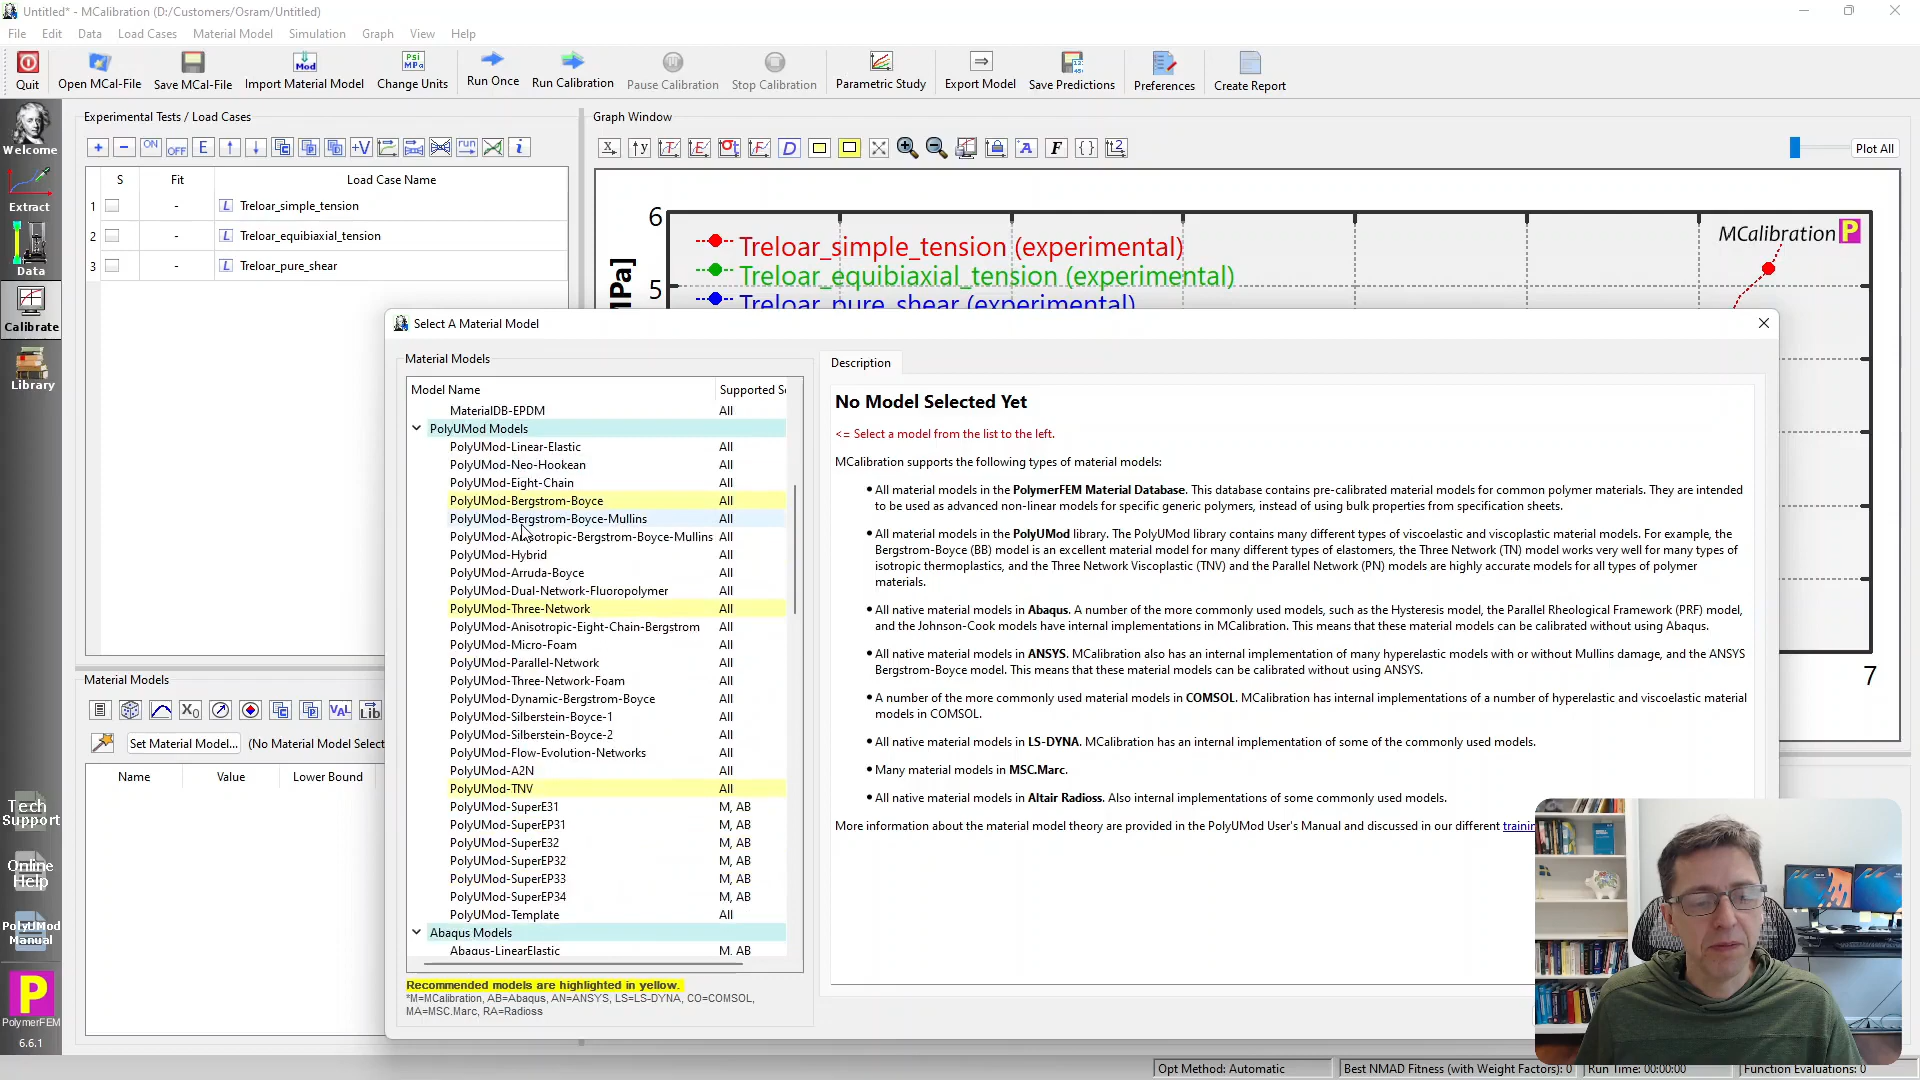 Untitled* - MCalibration (D:/Customers/Osram/Untitled)
File Edit Data Load Cases Material Model Simulation Graph View Help
Quit Open MCal-File Save MCal-File Import Material Model Change Units Run Once Run Calibration Pause Calibration Stop Calibration Parametric Study Export Model Save Predictions Preferences Create Report
Welcome
Extract
Data
Calibrate
Library
Tech
Support
Online
Help
PolyUMod
Manual
PolymerFEM
6.6.1
Experimental Tests / Load Cases
S Fit Load Case Name
1 - L Treloar_simple_tension
2 - L Treloar_equibiaxial_tension
3 - L Treloar_pure_shear
Graph Window
Plot All
6
5
MPa]
Treloar_simple_tension (experimental)
Treloar_equibiaxial_tension (experimental)
Treloar_pure_shear (experimental)
MCalibration P
7
Material Models
Set Material Model... (No Material Model Select
Name Value Lower Bound
Select A Material Model
Material Models
Model Name Supported S
MaterialDB-EPDM All
PolyUMod Models
PolyUMod-Linear-Elastic All
PolyUMod-Neo-Hookean All
PolyUMod-Eight-Chain All
PolyUMod-Bergstrom-Boyce All
PolyUMod-Bergstrom-Boyce-Mullins All
PolyUMod-Anisotropic-Bergstrom-Boyce-Mullins All
PolyUMod-Hybrid All
PolyUMod-Arruda-Boyce All
PolyUMod-Dual-Network-Fluoropolymer All
PolyUMod-Three-Network All
PolyUMod-Anisotropic-Eight-Chain-Bergstrom All
PolyUMod-Micro-Foam All
PolyUMod-Parallel-Network All
PolyUMod-Three-Network-Foam All
PolyUMod-Dynamic-Bergstrom-Boyce All
PolyUMod-Silberstein-Boyce-1 All
PolyUMod-Silberstein-Boyce-2 All
PolyUMod-Flow-Evolution-Networks All
PolyUMod-A2N All
PolyUMod-TNV All
PolyUMod-SuperE31 M, AB
PolyUMod-SuperEP31 M, AB
PolyUMod-SuperE32 M, AB
PolyUMod-SuperEP32 M, AB
PolyUMod-SuperEP33 M, AB
PolyUMod-SuperEP34 M, AB
PolyUMod-Template All
Abaqus Models
Abaqus-LinearElastic M, AB
Recommended models are highlighted in yellow.
*M=MCalibration, AB=Abaqus, AN=ANSYS, LS=LS-DYNA, CO=COMSOL,
MA=MSC.Marc, RA=Radioss
Description
No Model Selected Yet
<= Select a model from the list to the left.
MCalibration supports the following types of material models:
• All material models in the PolymerFEM Material Database. This database contains pre-calibrated material models for common polymer materials. They are intended
to be used as advanced non-linear models for specific generic polymers, instead of using bulk properties from specification sheets.
• All material models in the PolyUMod library. The PolyUMod library contains many different types of viscoelastic and viscoplastic material models. For example, the
Bergstrom-Boyce (BB) model is an excellent material model for many different types of elastomers, the Three Network (TN) model works very well for many types of
isotropic thermoplastics, and the Three Network Viscoplastic (TNV) and the Parallel Network (PN) models are highly accurate models for all types of polymer
materials.
• All native material models in Abaqus. A number of the more commonly used models, such as the Hysteresis model, the Parallel Rheological Framework (PRF) model,
and the Johnson-Cook models have internal implementations in MCalibration. This means that these material models can be calibrated without using Abaqus.
• All native material models in ANSYS. MCalibration also has an internal implementation of many hyperelastic models with or without Mullins damage, and the ANSYS
Bergstrom-Boyce model. This means that these material models can be calibrated without using ANSYS.
• A number of the more commonly used material models in COMSOL. MCalibration has internal implementations of a number of hyperelastic and viscoelastic material
models in COMSOL.
• All native material models in LS-DYNA. MCalibration has an internal implementation of some of the commonly used models.
• Many material models in MSC.Marc.
• All native material models in Altair Radioss. Also internal implementations of some commonly used models.
More information about the material model theory are provided in the PolyUMod User's Manual and discussed in our different trainin
Opt Method: Automatic Best NMAD Fitness (with Weight Factors): 0 Run Time: 00:00:00 Function Evaluations: 0